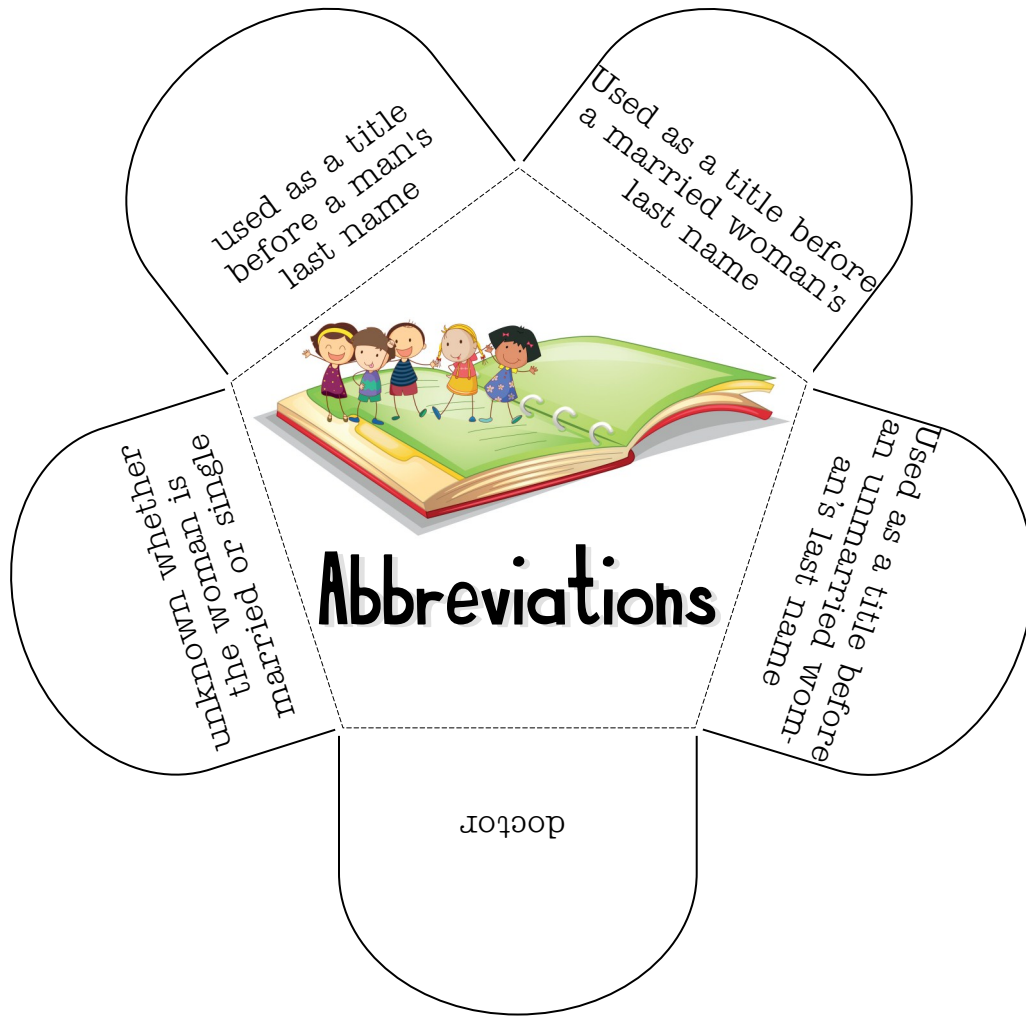 used as a title
before a man's
last name
Used as a title before
a married woman's
last name
unknown whether
the woman is
married or single
Used as a title before
an unmarried wom-
an's last name
Abbreviations
doctor